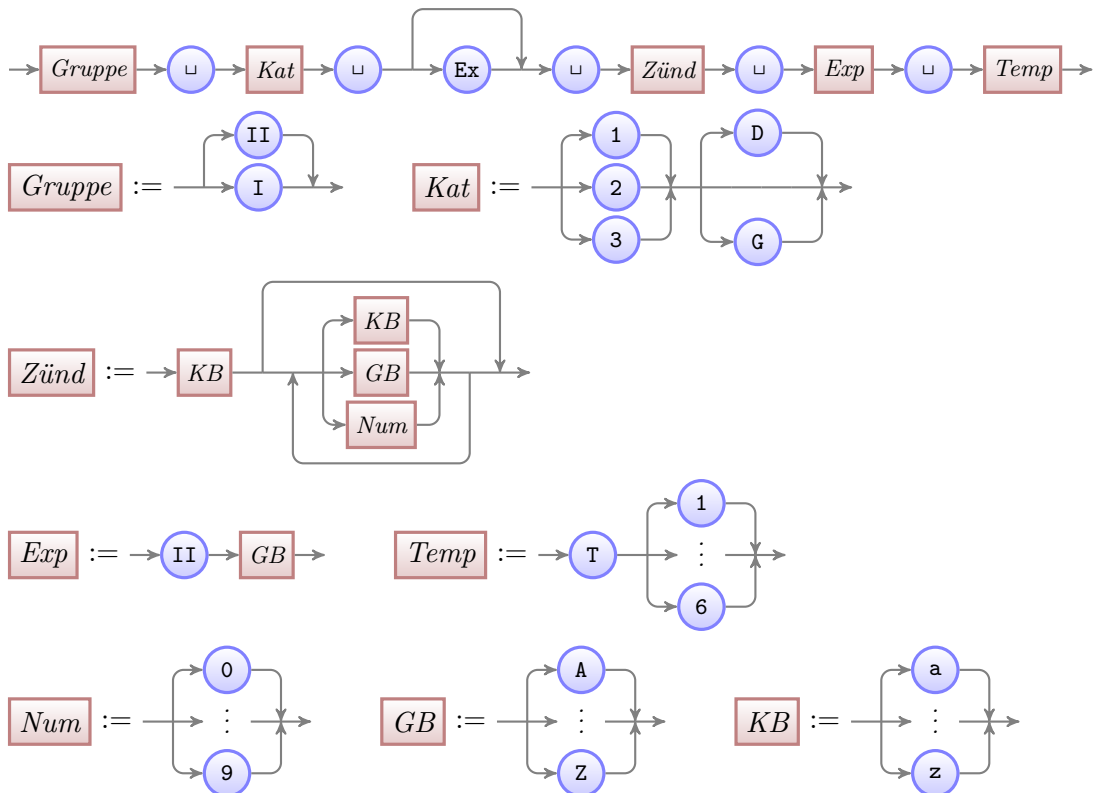 Gruppe ␣ Kat ␣ Ex ␣ Zünd ␣ Exp ␣ Temp
Gruppe := II I
Kat := 1 2 3 D G
Zünd := KB KB GB Num
Exp := II GB
Temp := T 1 ⋮ 6
Num := 0 ⋮ 9
GB := A ⋮ Z
KB := a ⋮ z